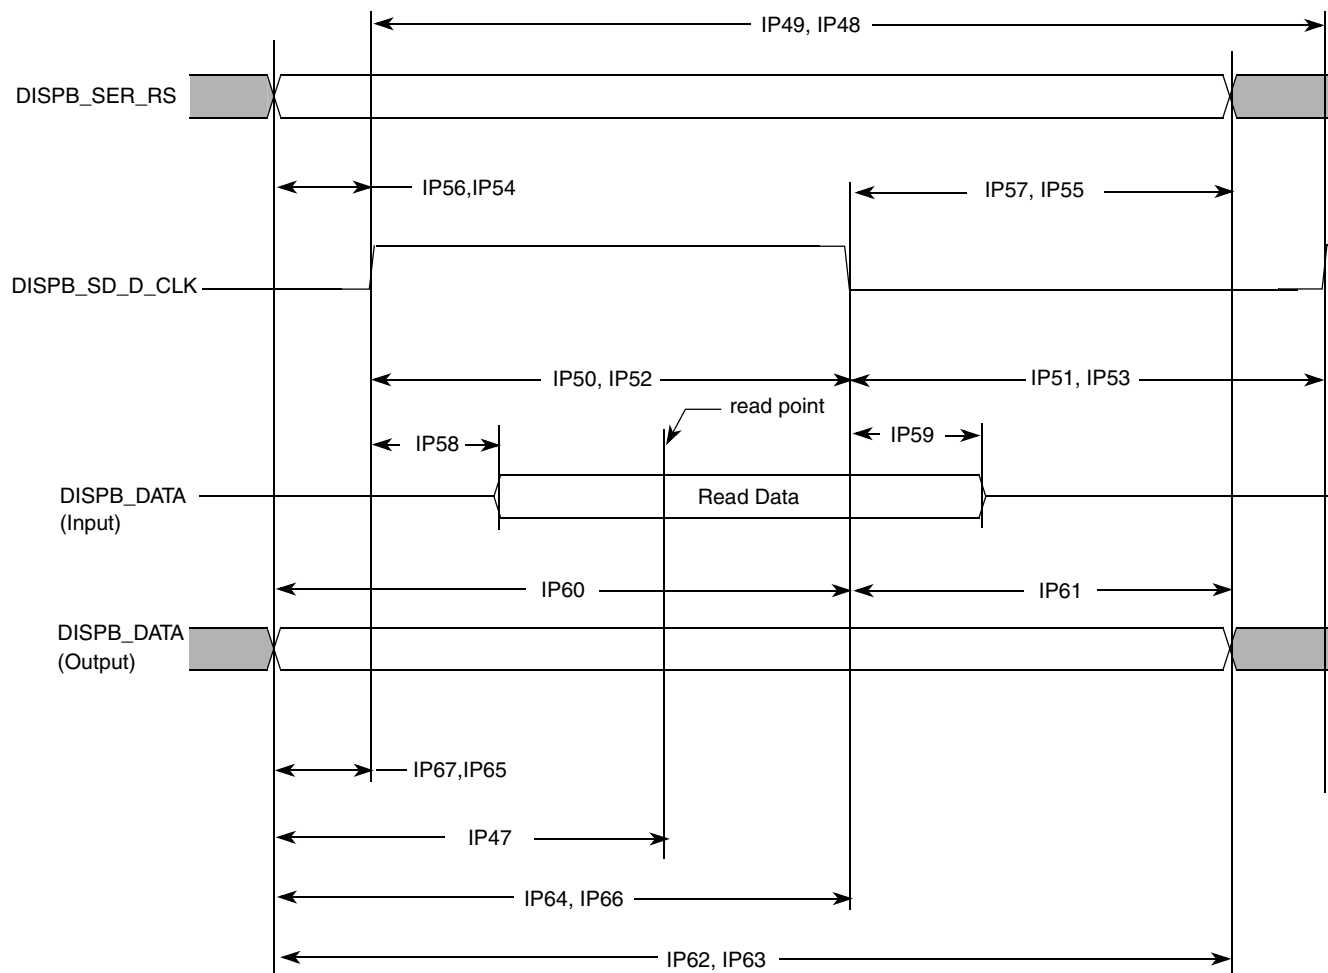 IP49, IP48
DISPB_SER_RS
IP56,IP54
IP57, IP55
DISPB_SD_D_CLK
IP50, IP52
IP51, IP53
read point
IP58
IP59
DISPB_DATA
(Input)
Read Data
IP60
IP61
DISPB_DATA
(Output)
IP67,IP65
IP47
IP64, IP66
IP62, IP63